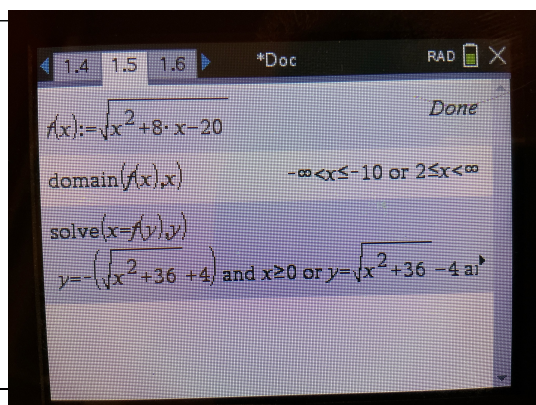 1.4 1.5 1.6 *Doc RAD
f(x):=√(x²+8·x−20) Done
domain(f(x),x) −∞<x≤−10 or 2≤x<∞
solve(x=f(y),y)
y=−(√(x²+36)+4) and x≥0 or y=√(x²+36)−4